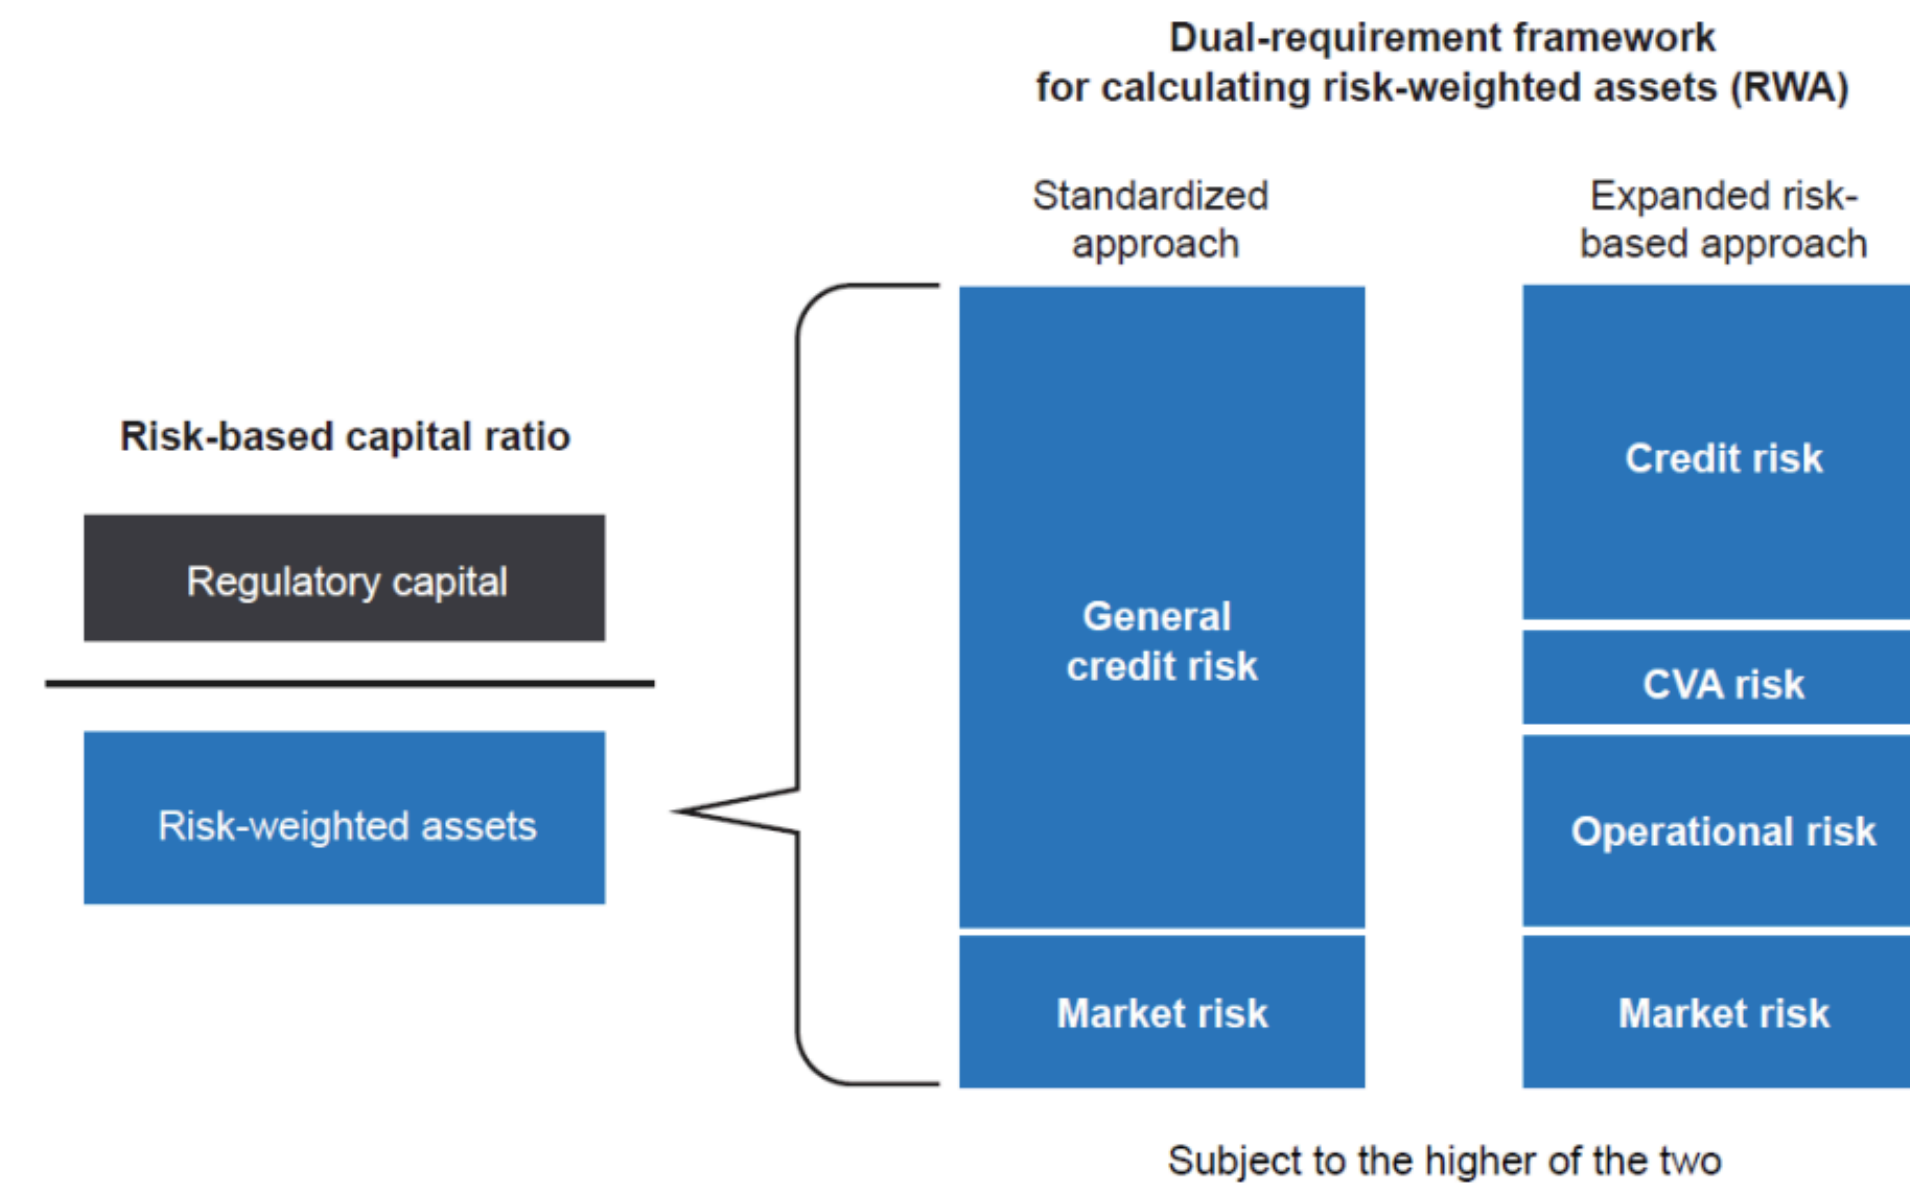 Dual-requirement framework
for calculating risk-weighted assets (RWA)
Standardized
approach
Expanded risk-
based approach
Risk-based capital ratio
Regulatory capital
Risk-weighted assets
General
credit risk
Market risk
Credit risk
CVA risk
Operational risk
Market risk
Subject to the higher of the two